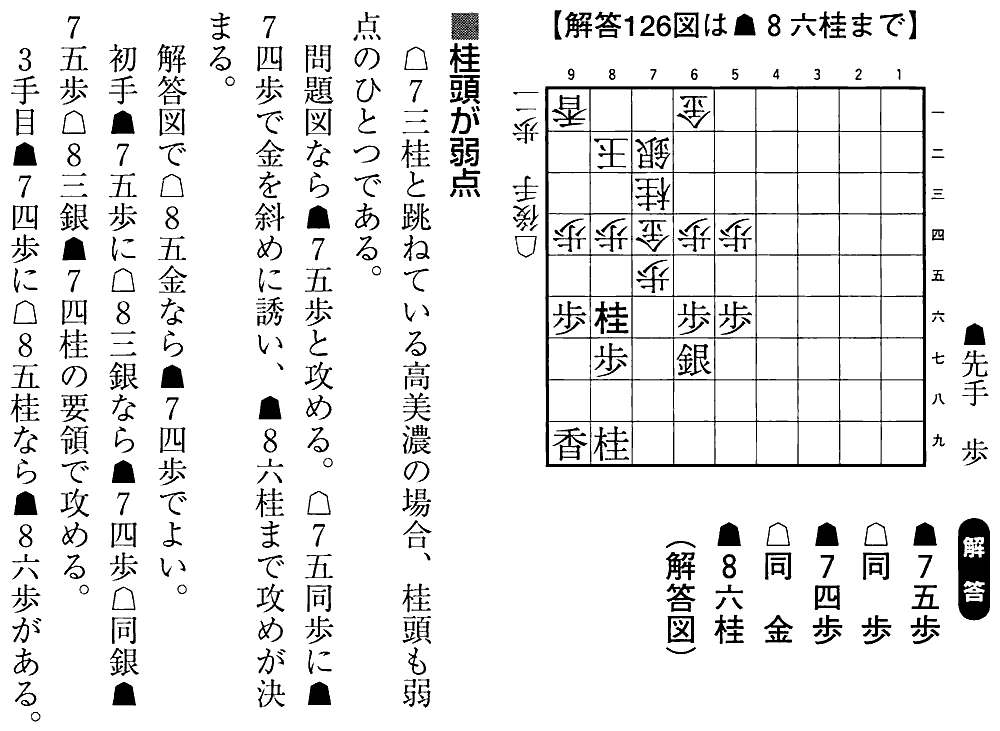 【解答126図は☗8六桂まで】
9 8 7 6 5 4 3 2 1
香 金 一
王 銀 二
桂 三
歩 歩 金 歩 歩 四
歩 五
歩 桂 歩 歩 六
歩 銀 七
八
香 桂 九
☗先手 歩
☖後手 歩二
解答
☗7五歩
☖同 歩
☗7四歩
☖同 金
☗8六桂
(解答図)
■桂頭が弱点
☖7三桂と跳ねている高美濃の場合、桂頭も弱
点のひとつである。
問題図なら☗7五歩と攻める。☖7五同歩に☗
7四歩で金を斜めに誘い、☗8六桂まで攻めが決
まる。
解答図で☖8五金なら☗7四歩でよい。
初手☗7五歩に☖8三銀なら☗7四歩☖同銀☗
7五歩☖8三銀☗7四桂の要領で攻める。
3手目☗7四歩に☖8五桂なら☗8六歩がある。